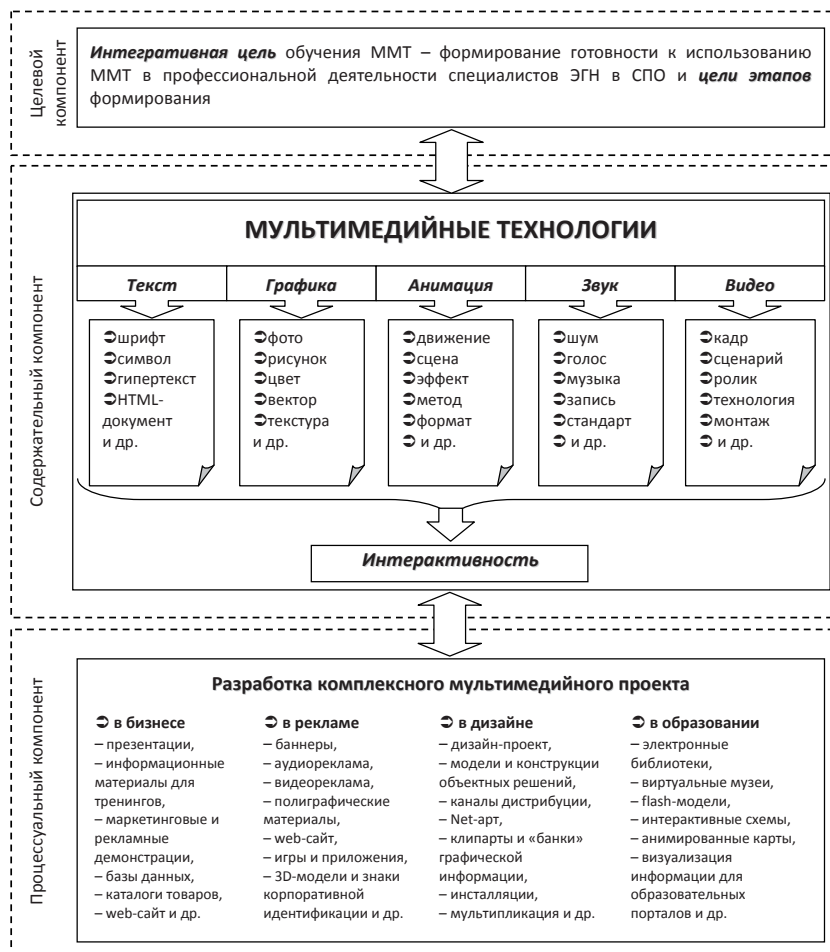 Целевой
компонент
Интегративная цель обучения ММТ – формирование готовности к использованию
ММТ в профессиональной деятельности специалистов ЭГН в СПО и цели этапов
формирования
Содержательный компонент
МУЛЬТИМЕДИЙНЫЕ ТЕХНОЛОГИИ
Текст
шрифт
символ
гипертекст
HTML-
документ
и др.
Графика
фото
рисунок
цвет
вектор
текстура
и др.
Анимация
движение
сцена
эффект
метод
формат
и др.
Звук
шум
голос
музыка
запись
стандарт
и др.
Видео
кадр
сценарий
ролик
технология
монтаж
и др.
Интерактивность
Процессуальный компонент
Разработка комплексного мультимедийного проекта
в бизнесе
– презентации,
– информационные
материалы для
тренингов,
– маркетинговые и
рекламные
демонстрации,
– базы данных,
– каталоги товаров,
– web-сайт и др.
в рекламе
– баннеры,
– аудиореклама,
– видеореклама,
– полиграфические
материалы,
– web-сайт,
– игры и приложения,
– 3D-модели и знаки
корпоративной
идентификации и др.
в дизайне
– дизайн-проект,
– модели и конструкции
объектных решений,
– каналы дистрибуции,
– Net-арт,
– клипарты и «банки»
графической
информации,
– инсталляции,
– мультипликация и др.
в образовании
– электронные
библиотеки,
– виртуальные музеи,
– flash-модели,
– интерактивные схемы,
– анимированные карты,
– визуализация
информации для
образовательных
порталов и др.